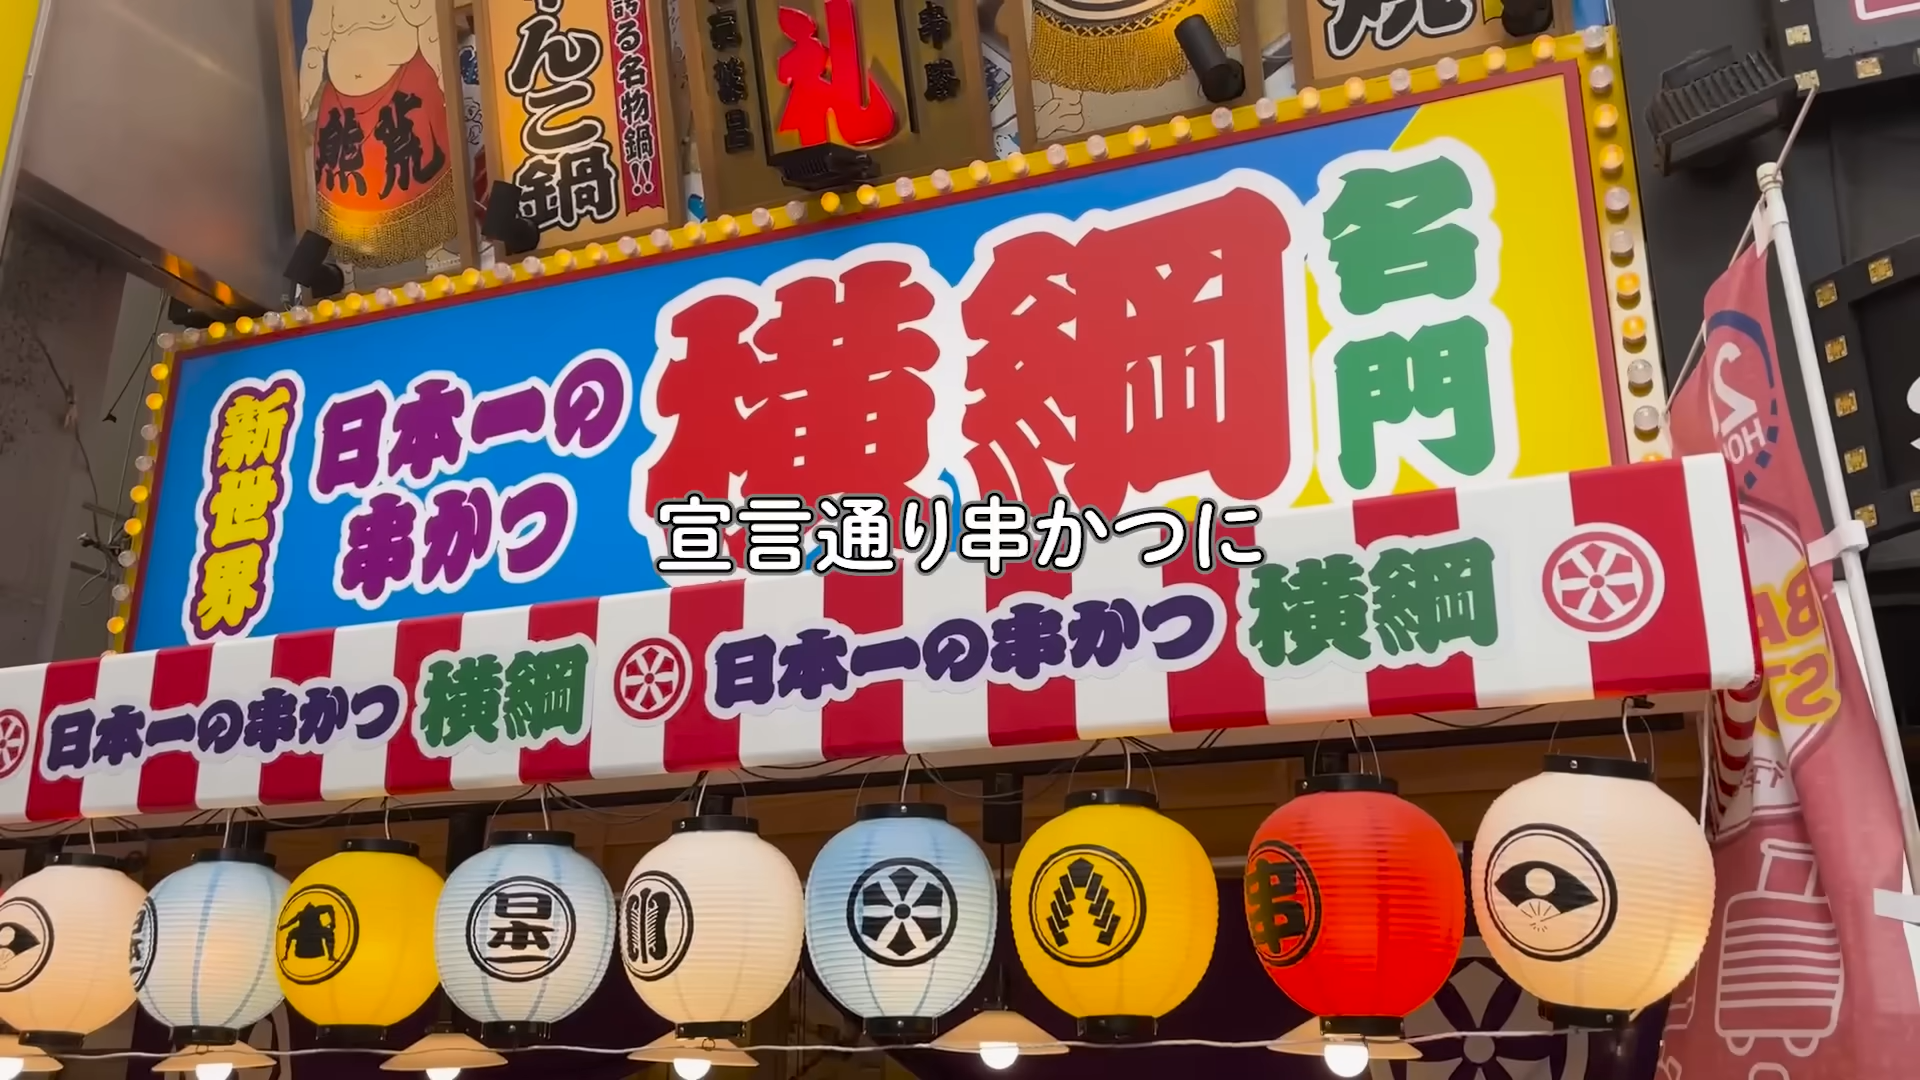 荒熊
んこ鍋
誇る名物鍋!!
礼
新世界
日本一の
串かつ
横綱
名門
宣言通り串かつに
日本一の串かつ 横綱
日本一の串かつ 横綱
日本一
串